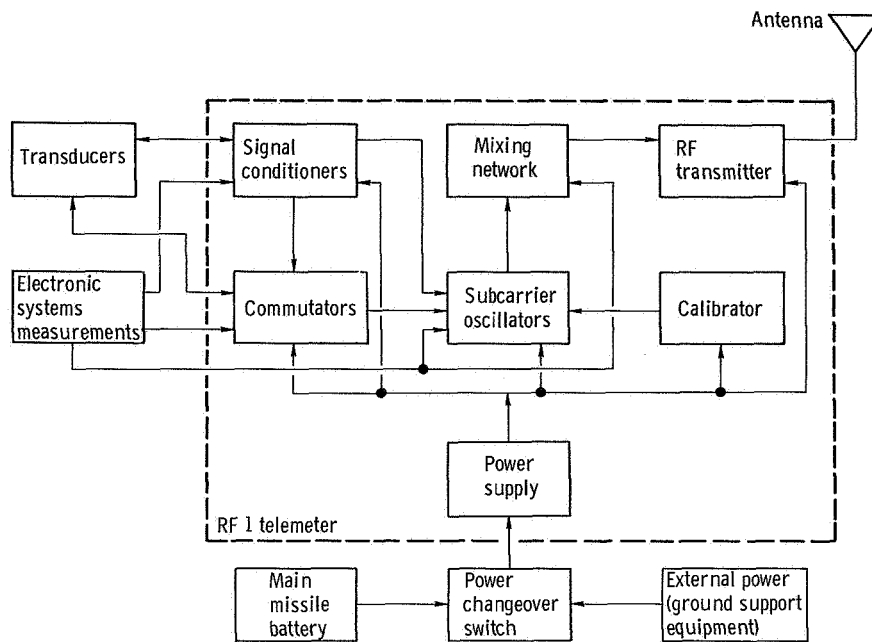 Antenna
Transducers
Signal
conditioners
Mixing
network
RF
transmitter
Electronic
systems
measurements
Commutators
Subcarrier
oscillators
Calibrator
Power
supply
RF 1 telemeter
Main
missile
battery
Power
changeover
switch
External power
(ground support
equipment)